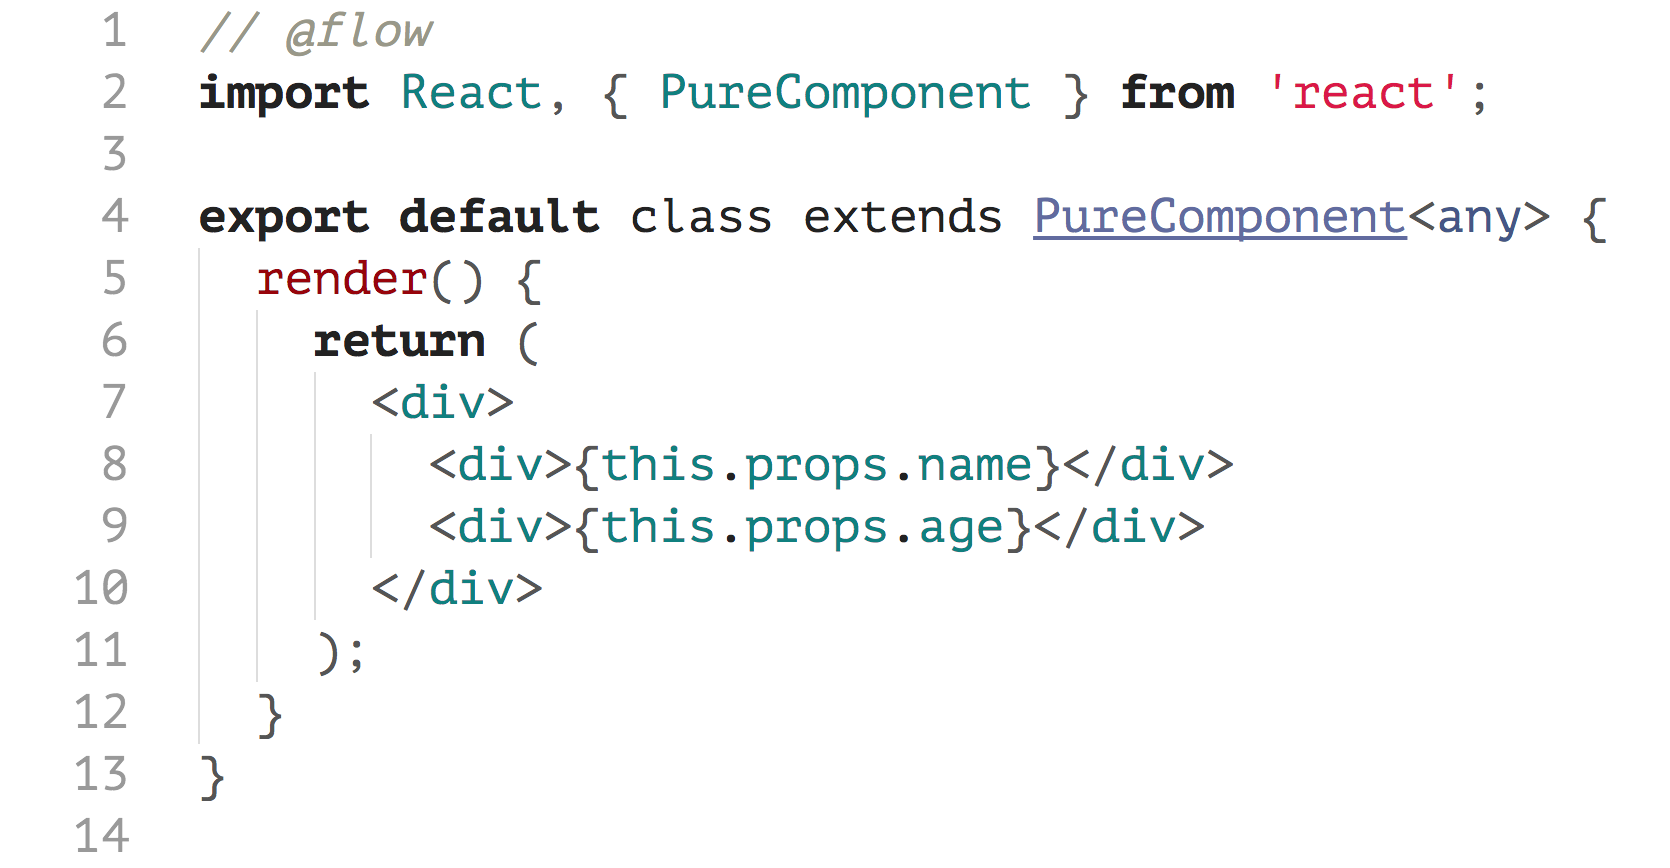 1 // @flow
2 import React, { PureComponent } from 'react';
3
4 export default class extends PureComponent<any> {
5   render() {
6     return (
7       <div>
8         <div>{this.props.name}</div>
9         <div>{this.props.age}</div>
10       </div>
11     );
12   }
13 }
14